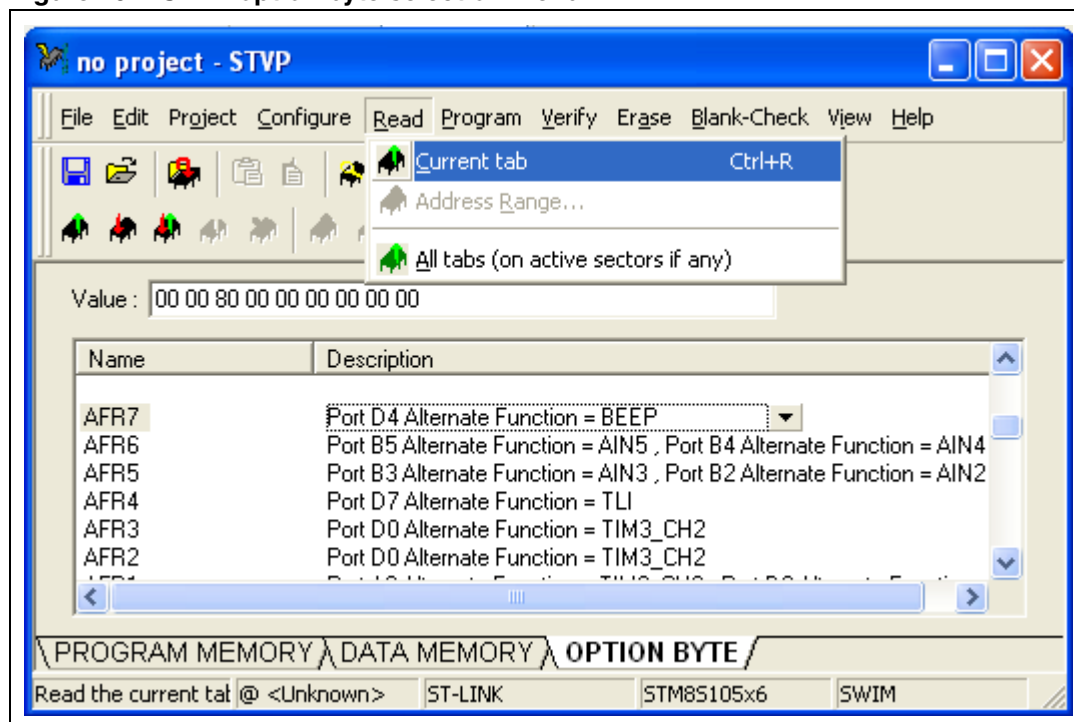 no project - STVP
File Edit Project Configure Read Program Verify Erase Blank-Check View Help
Current tab Ctrl+R
Address Range...
All tabs (on active sectors if any)
Value : 00 00 80 00 00 00 00 00 00
Name Description
AFR7 Port D4 Alternate Function = BEEP
AFR6 Port B5 Alternate Function = AIN5 , Port B4 Alternate Function = AIN4
AFR5 Port B3 Alternate Function = AIN3 , Port B2 Alternate Function = AIN2
AFR4 Port D7 Alternate Function = TLI
AFR3 Port D0 Alternate Function = TIM3_CH2
AFR2 Port D0 Alternate Function = TIM3_CH2
PROGRAM MEMORY DATA MEMORY OPTION BYTE
Read the current tab @ <Unknown> ST-LINK STM8S105x6 SWIM